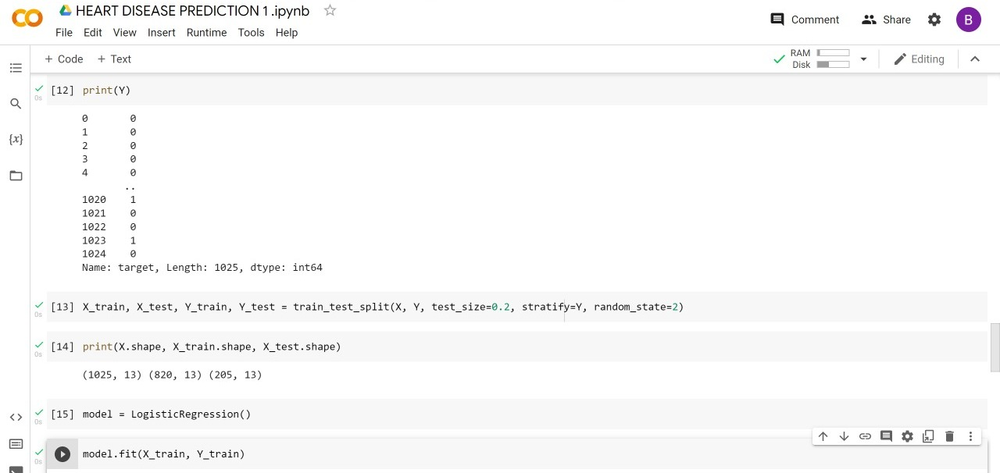 HEART DISEASE PREDICTION 1 .ipynb
Comment Share B
File Edit View Insert Runtime Tools Help
+ Code + Text
RAM
Disk
Editing
{x}
[12] print(Y)
0s
0 0
1 0
2 0
3 0
4 0
..
1020 1
1021 0
1022 0
1023 1
1024 0
Name: target, Length: 1025, dtype: int64
[13] X_train, X_test, Y_train, Y_test = train_test_split(X, Y, test_size=0.2, stratify=Y, random_state=2)
0s
[14] print(X.shape, X_train.shape, X_test.shape)
0s
(1025, 13) (820, 13) (205, 13)
[15] model = LogisticRegression()
0s
model.fit(X_train, Y_train)
0s